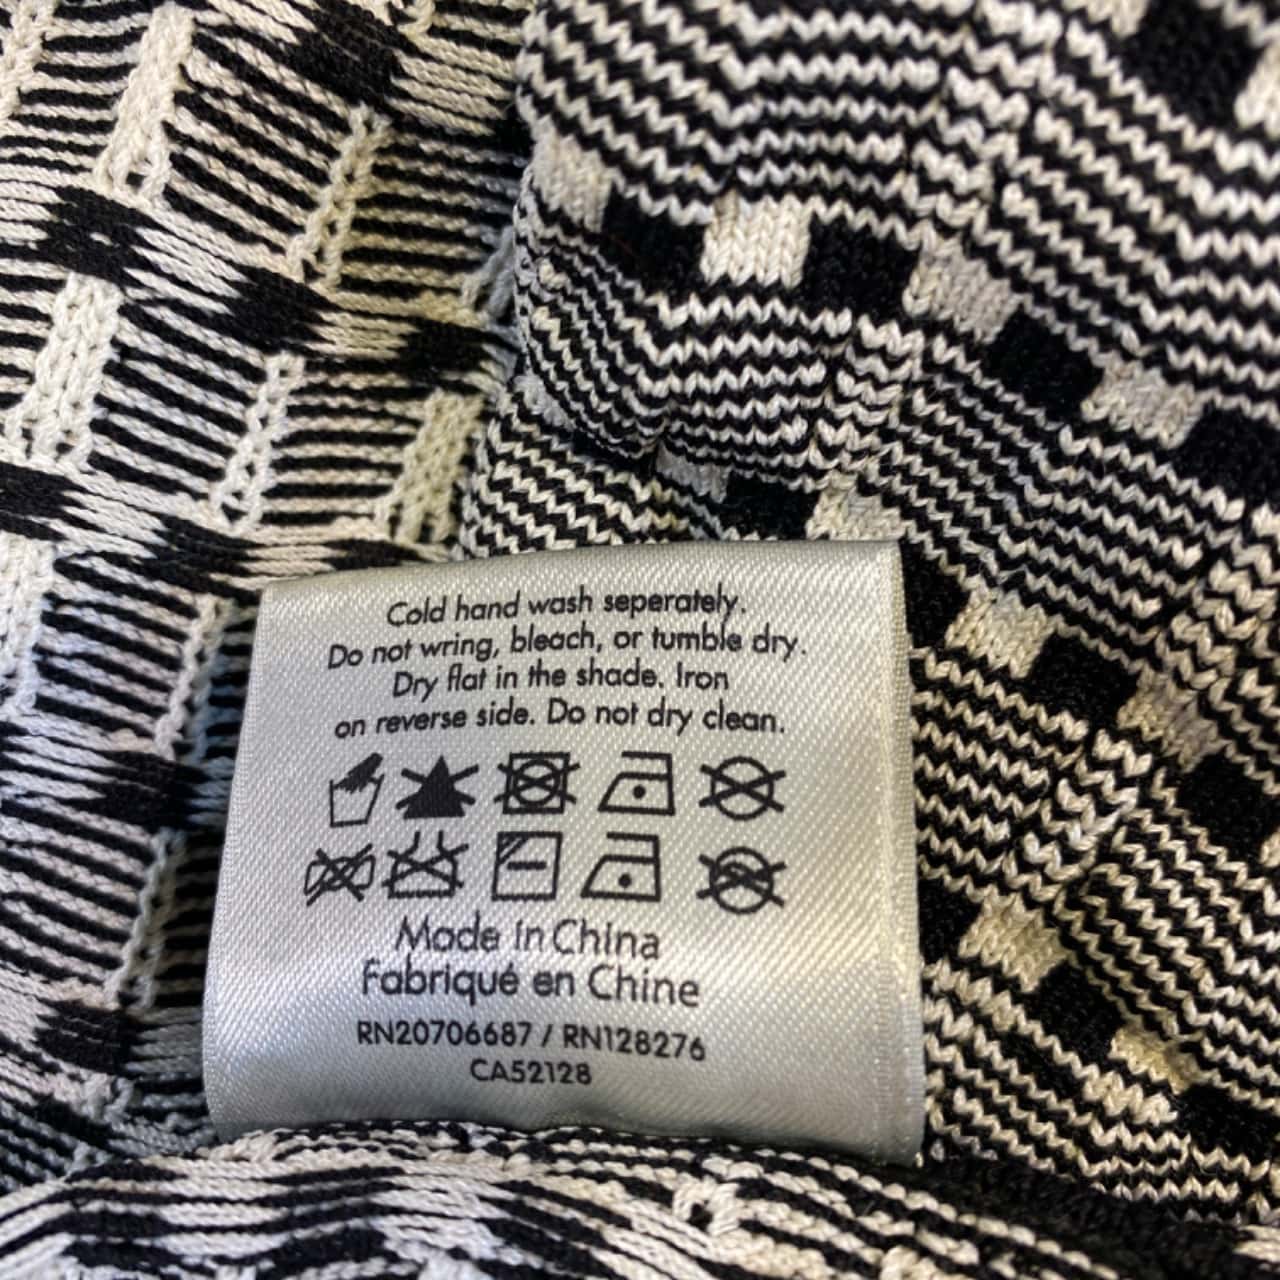 Cold hand wash seperately.
Do not wring, bleach, or tumble dry.
Dry flat in the shade. Iron
on reverse side. Do not dry clean.
Made in China
Fabriqué en Chine
RN20706687 / RN128276
CA52128